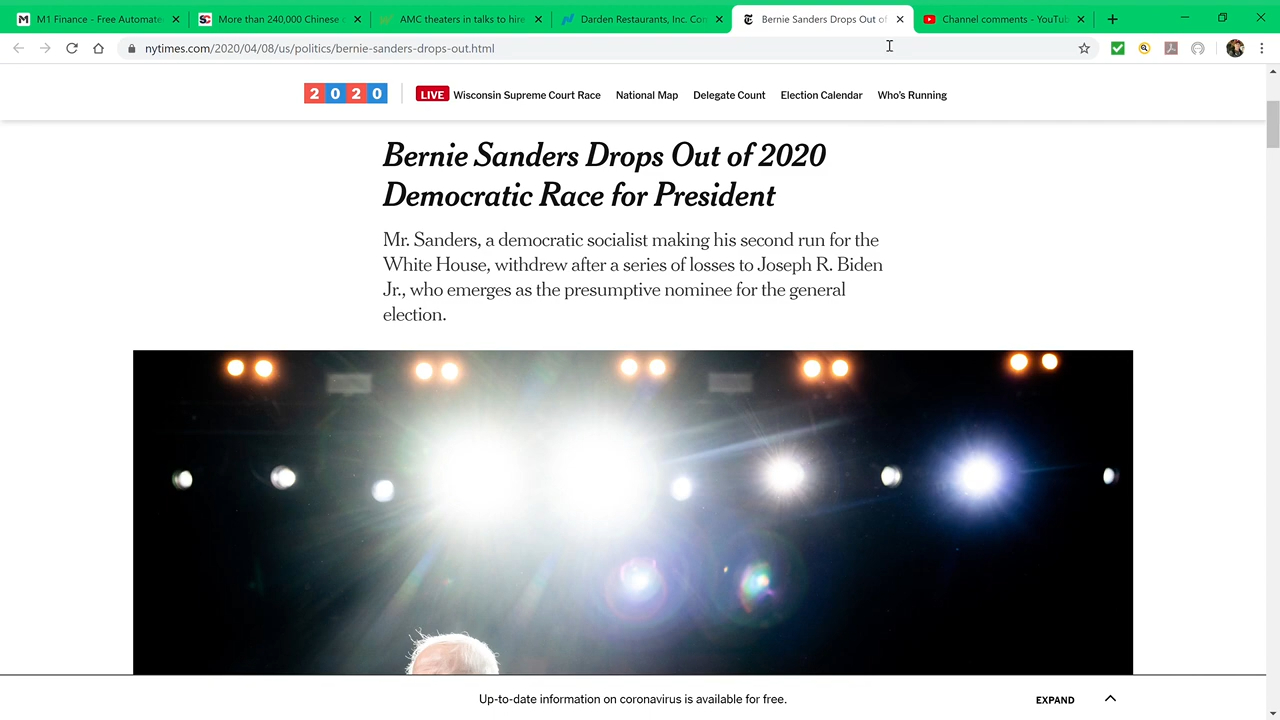 M1 Finance - Free Automate
More than 240,000 Chinese c
AMC theaters in talks to hire
Darden Restaurants, Inc. Con
Bernie Sanders Drops Out of
Channel comments - YouTub
nytimes.com/2020/04/08/us/politics/bernie-sanders-drops-out.html
2020
LIVE Wisconsin Supreme Court Race National Map Delegate Count Election Calendar Who's Running
Bernie Sanders Drops Out of 2020
Democratic Race for President
Mr. Sanders, a democratic socialist making his second run for the
White House, withdrew after a series of losses to Joseph R. Biden
Jr., who emerges as the presumptive nominee for the general
election.
Up-to-date information on coronavirus is available for free.
EXPAND